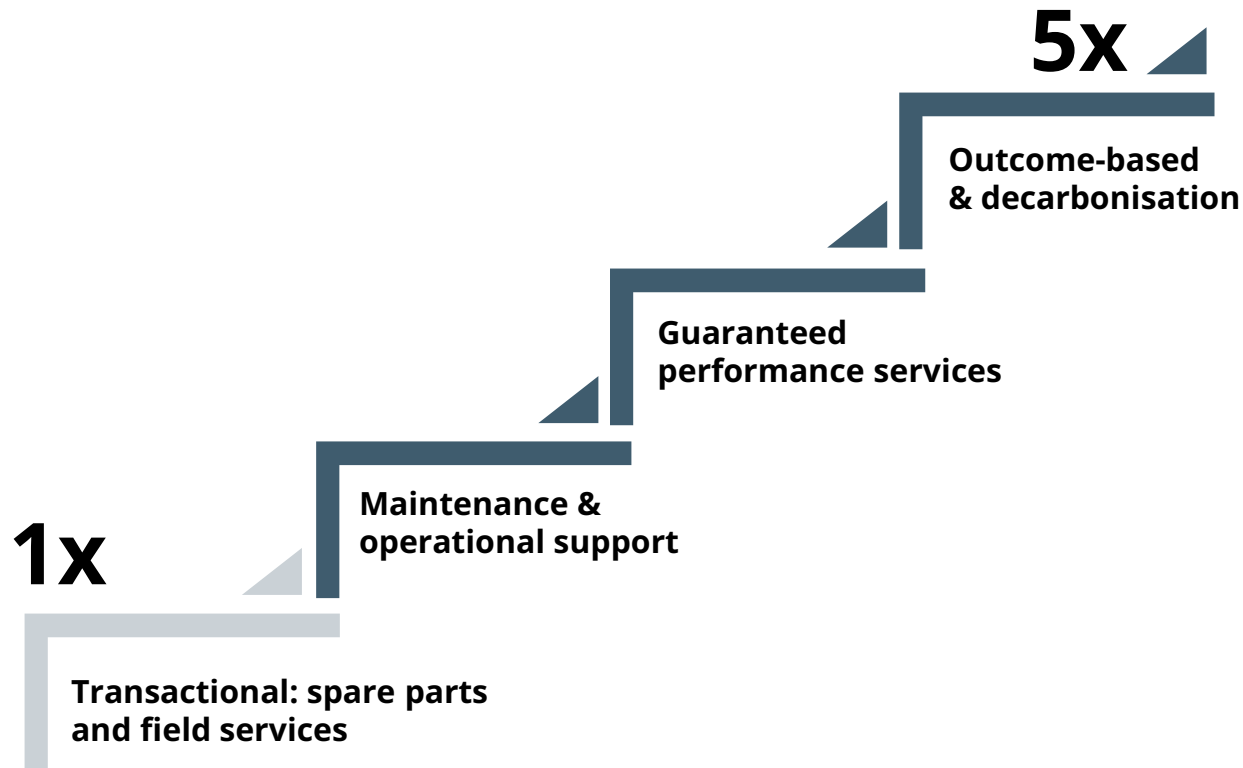 5x
Outcome-based
& decarbonisation
Guaranteed
performance services
Maintenance &
operational support
1x
Transactional: spare parts
and field services